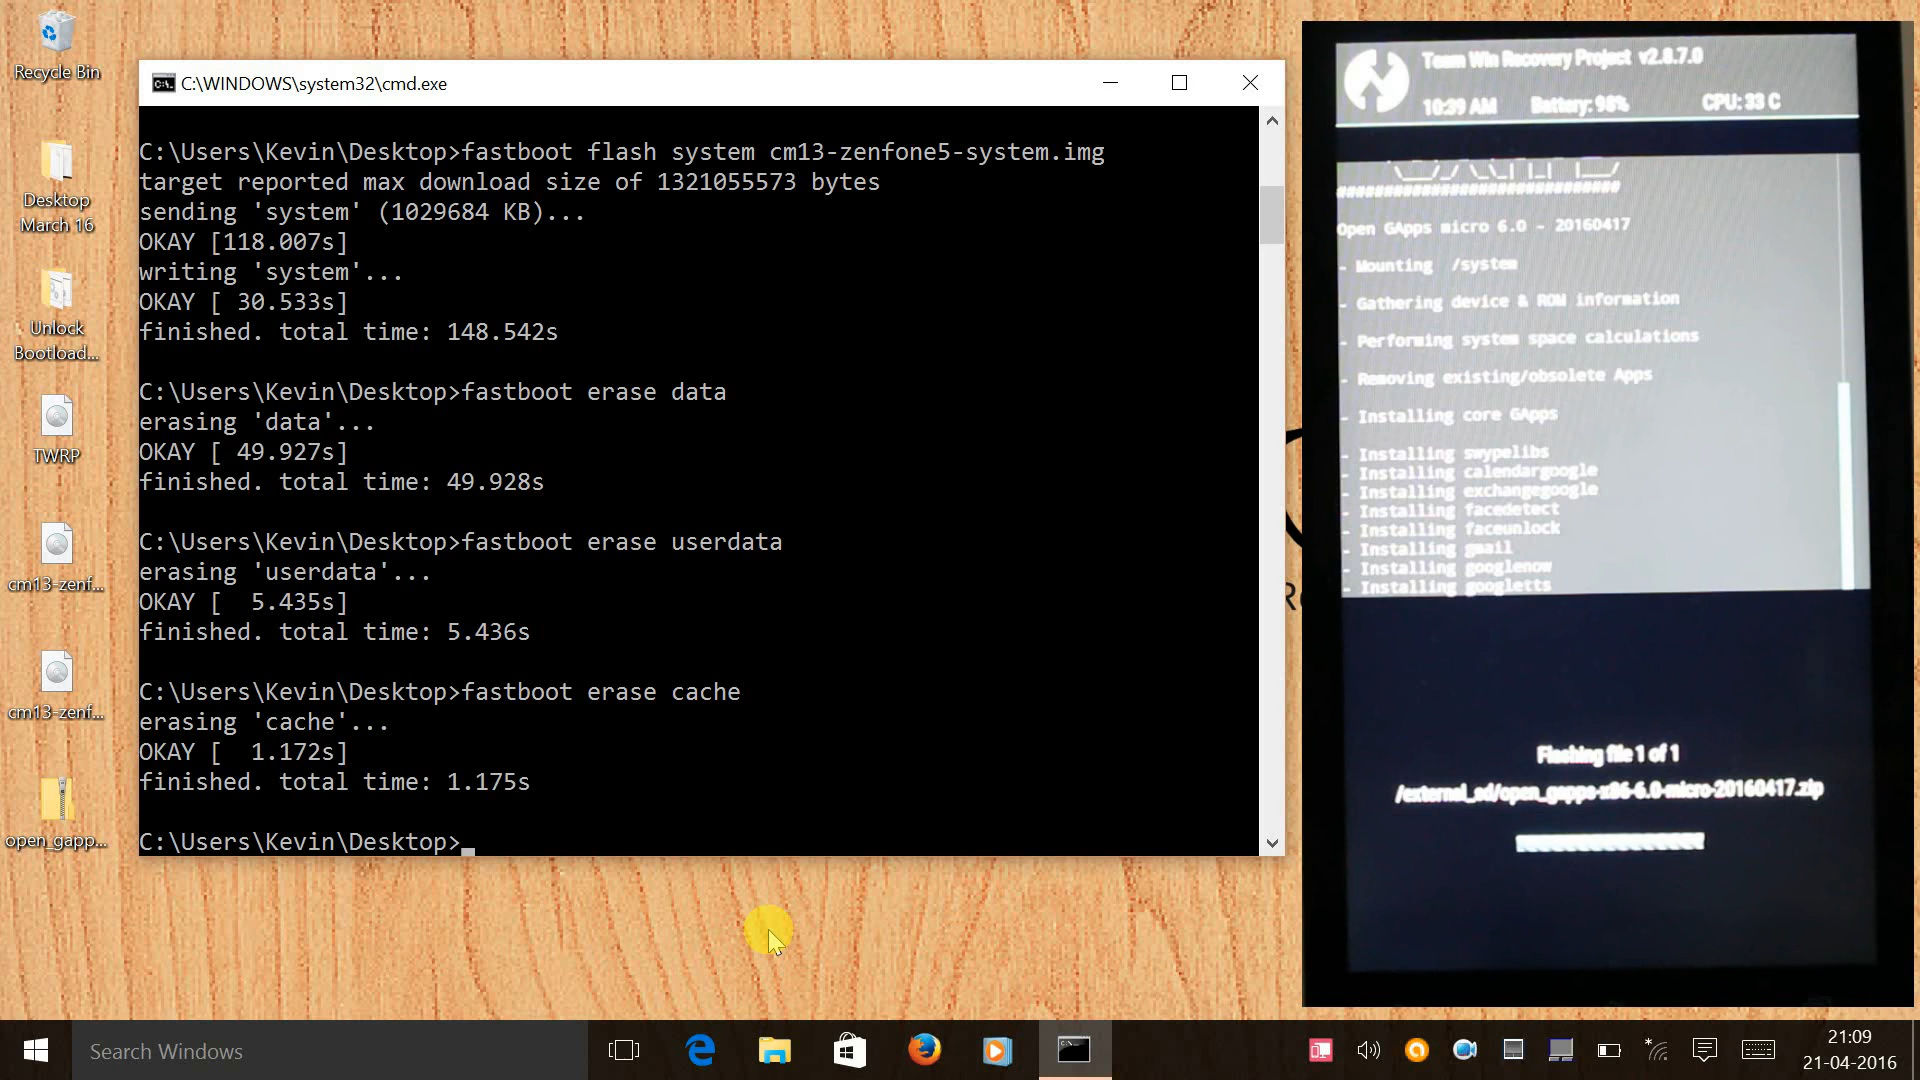 Recycle Bin
Desktop
March 16
Unlock
Bootload...
TWRP
cm13-zenf...
cm13-zenf...
open_gapp...
C:\WINDOWS\system32\cmd.exe
C:\Users\Kevin\Desktop>fastboot flash system cm13-zenfone5-system.img
target reported max download size of 1321055573 bytes
sending 'system' (1029684 KB)...
OKAY [118.007s]
writing 'system'...
OKAY [ 30.533s]
finished. total time: 148.542s
C:\Users\Kevin\Desktop>fastboot erase data
erasing 'data'...
OKAY [ 49.927s]
finished. total time: 49.928s
C:\Users\Kevin\Desktop>fastboot erase userdata
erasing 'userdata'...
OKAY [  5.435s]
finished. total time: 5.436s
C:\Users\Kevin\Desktop>fastboot erase cache
erasing 'cache'...
OKAY [  1.172s]
finished. total time: 1.175s
C:\Users\Kevin\Desktop>
Team Win Recovery Project v2.8.7.0
10:39 AM Battery: 98% CPU: 33 C
Open GApps micro 6.0 - 20160417
- Mounting /system
- Gathering device & ROM information
- Performing system space calculations
- Removing existing/obsolete Apps
- Installing core GApps
- Installing swypelibs
- Installing calendargoogle
- Installing exchangegoogle
- Installing facedetect
- Installing faceunlock
- Installing gmail
- Installing googlenow
- Installing googletts
Flashing file 1 of 1
/external_sd/open_gapps-x86-6.0-micro-20160417.zip
Search Windows
21:09
21-04-2016